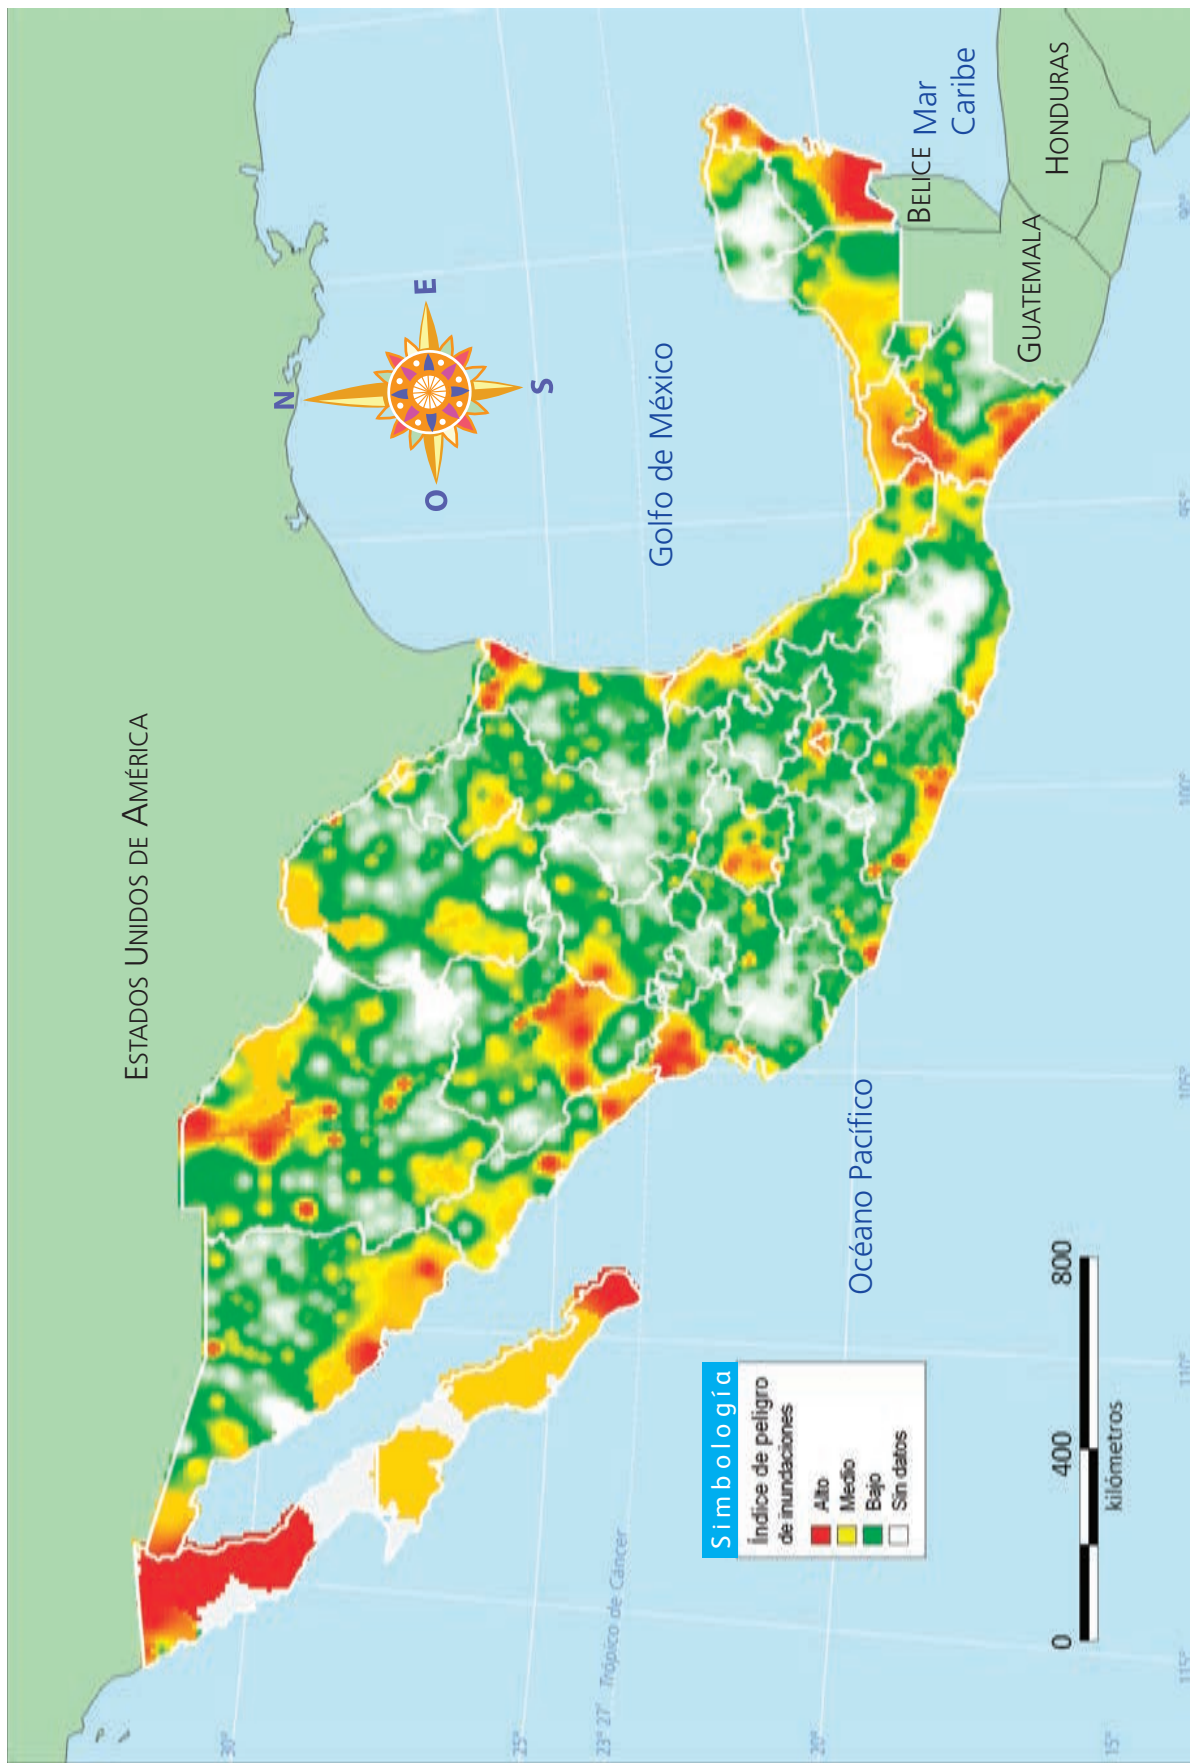 ESTADOS UNIDOS DE AMÉRICA
N
E
S
O
Golfo de México
BELICE
Mar
Caribe
GUATEMALA
HONDURAS
Océano Pacífico
Simbología
Índice de peligro
de inundaciones
Alto
Medio
Bajo
Sin datos
0
400
800
kilómetros
30°
25°
23° 27' Trópico de Cáncer
20°
15°
115°
110°
105°
100°
95°
90°